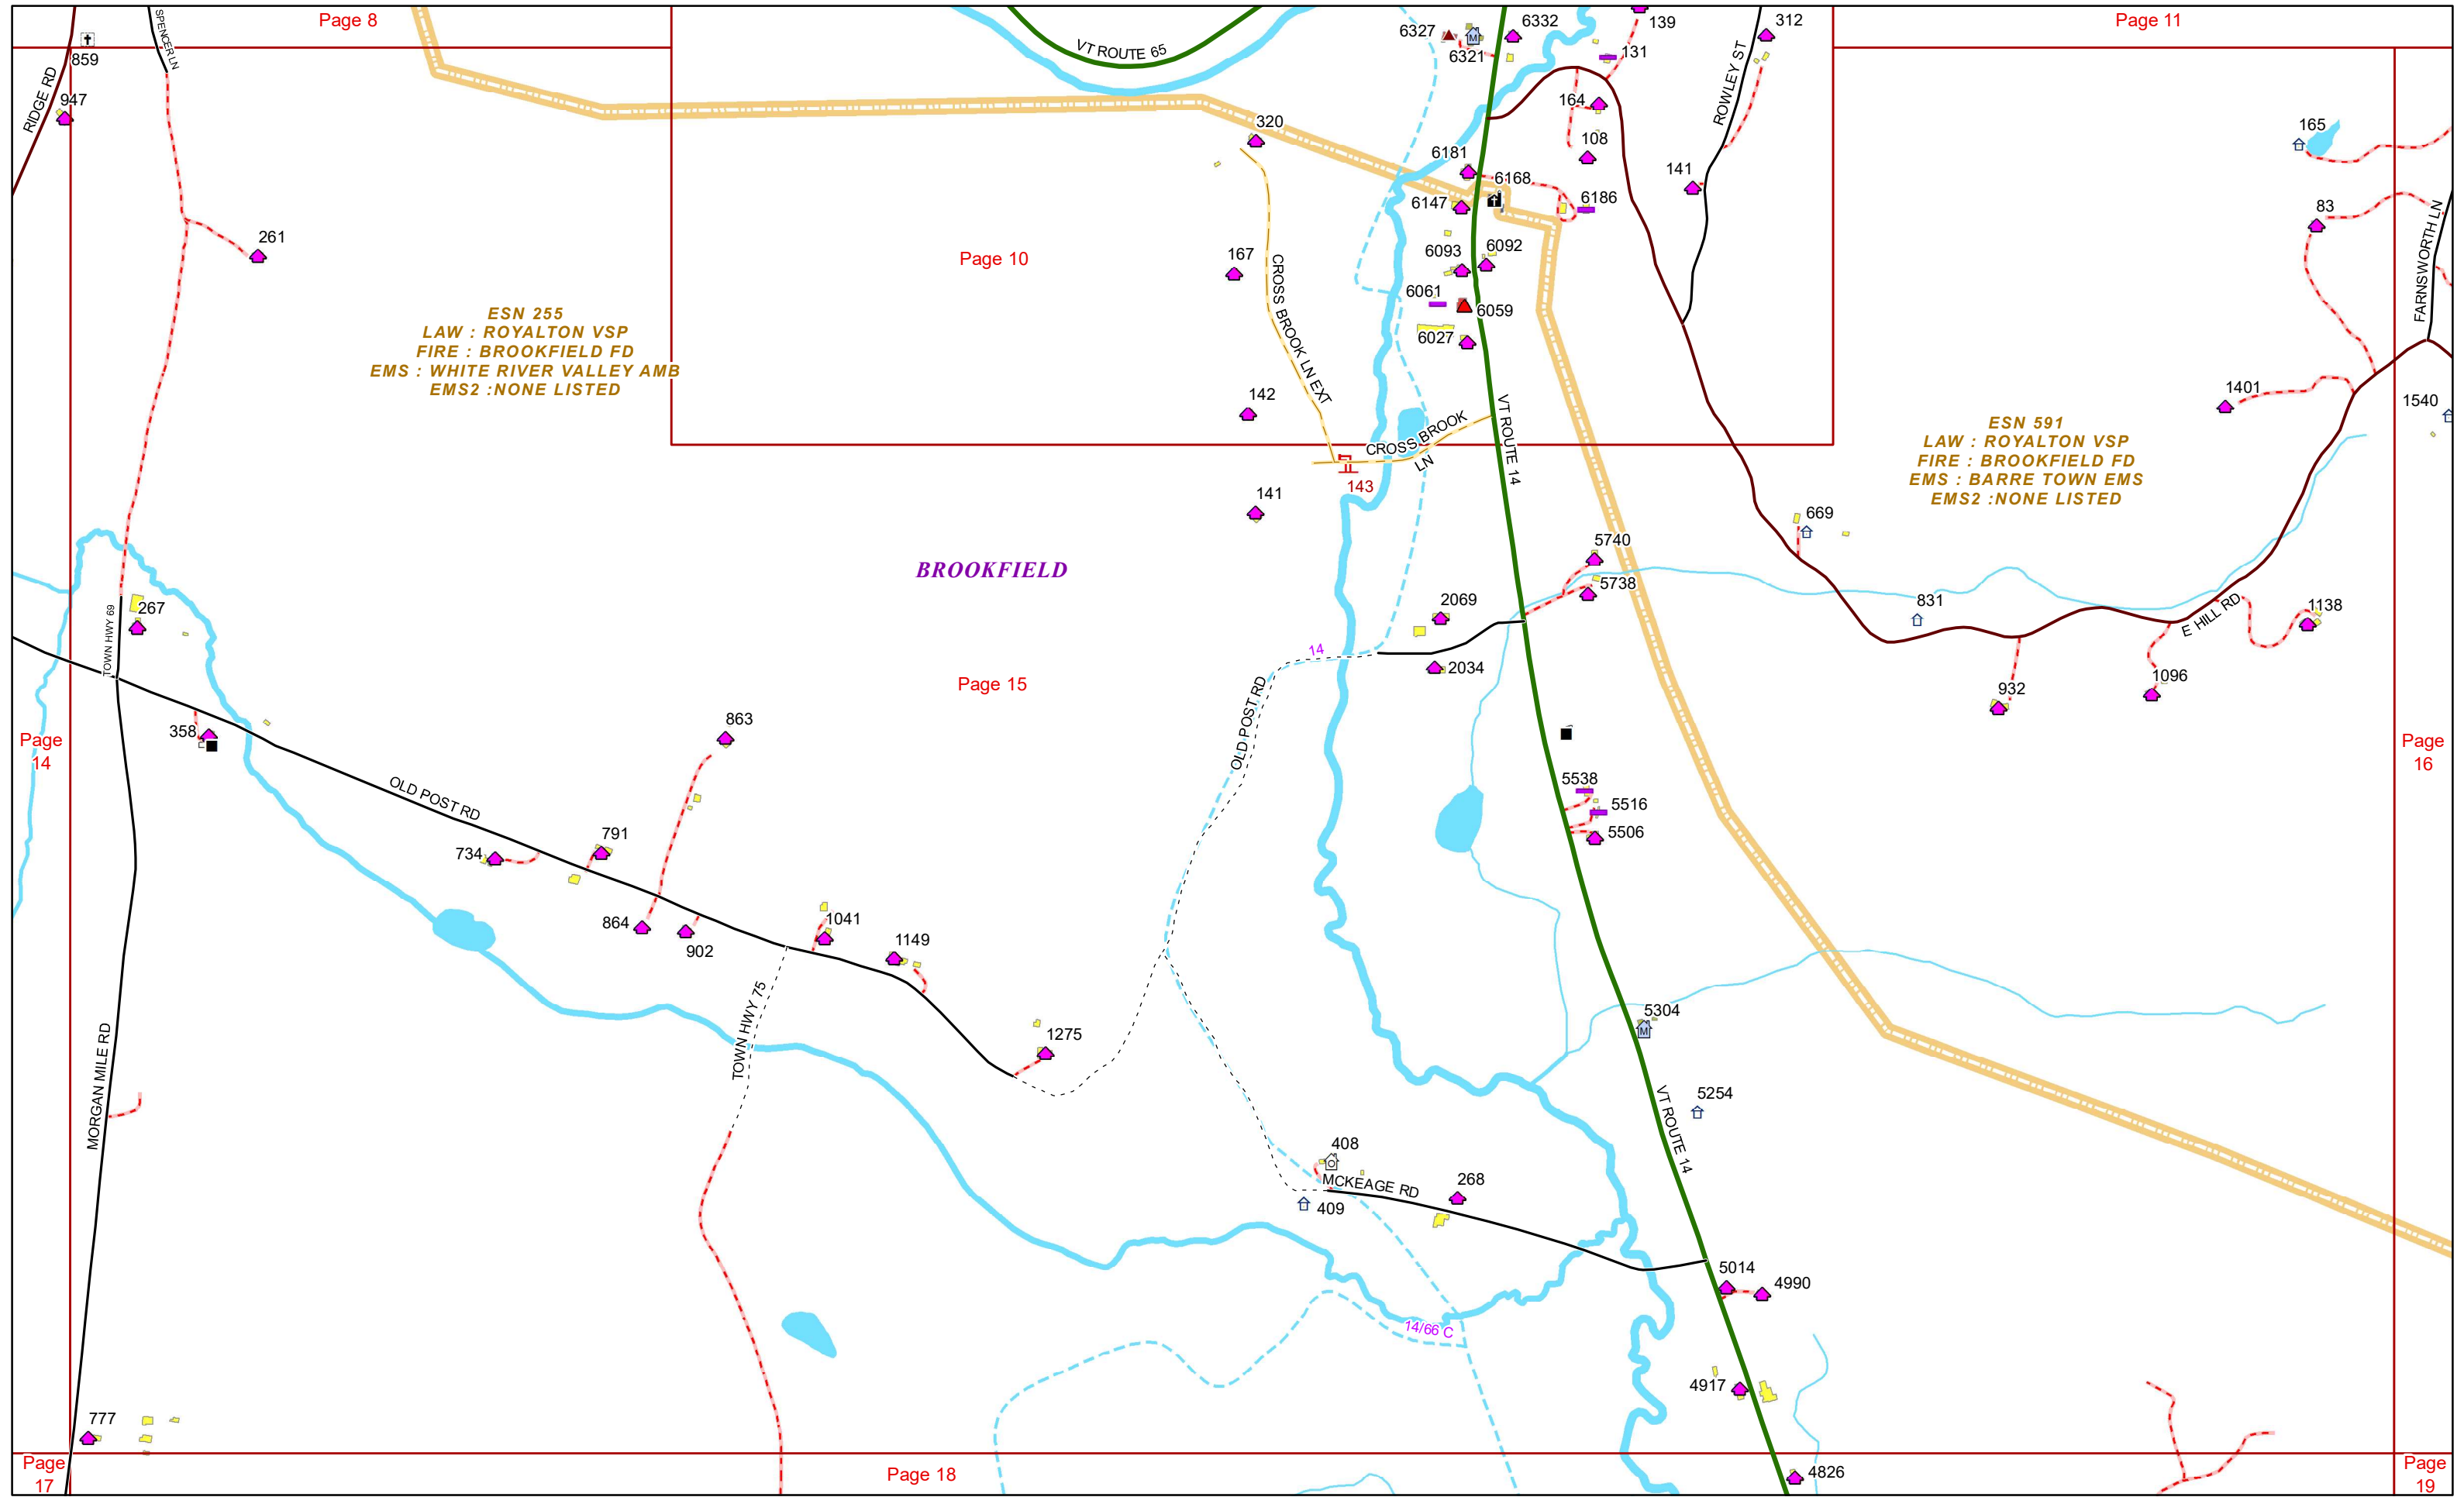 Page 8
Page 11
SPENCER LN
VT ROUTE 65
6327
6332
6321
139
131
312
859
RIDGE RD
947
ROWLEY ST
164
320
108
165
6181
6168
141
6147
6186
83
261
167
6093
6092
Page 10
FARNSWORTH LN
CROSS BROOK LN EXT
6061
6059
6027
ESN 255
LAW : ROYALTON VSP
FIRE : BROOKFIELD FD
EMS : WHITE RIVER VALLEY AMB
EMS2 :NONE LISTED
142
1401
1540
CROSS BROOK
LN
VT ROUTE 14
ESN 591
LAW : ROYALTON VSP
FIRE : BROOKFIELD FD
EMS : BARRE TOWN EMS
EMS2 :NONE LISTED
143
141
669
BROOKFIELD
5740
5738
267
TOWN HWY 69
2069
831
E HILL RD
1138
14
2034
Page 15
OLD POST RD
932
1096
358
863
Page
14
Page
16
OLD POST RD
5538
5516
5506
734
791
864
902
1041
1149
TOWN HWY 75
1275
5304
MORGAN MILE RD
5254
VT ROUTE 14
408
MCKEAGE RD
268
409
5014
4990
14/66 C
4917
777
Page
17
Page 18
4826
Page
19
M
M
O